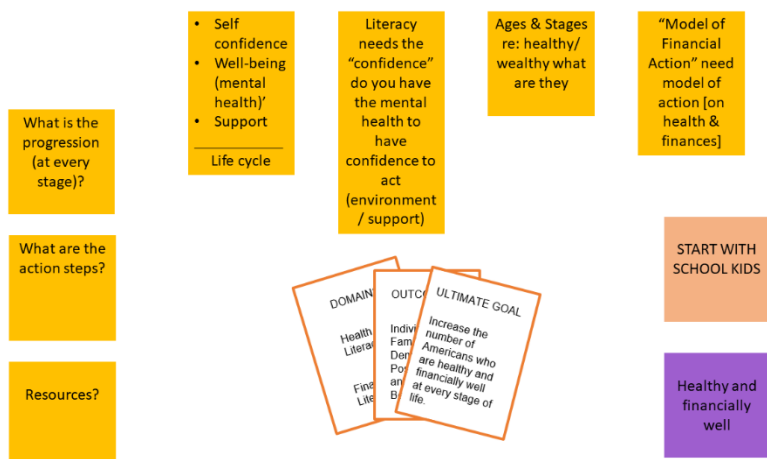 • Self
confidence
• Well-being
(mental
health)’
• Support
Life cycle
Literacy
needs the
“confidence”
do you have
the mental
health to
have
confidence to
act
(environment
/ support)
Ages & Stages
re: healthy/
wealthy what
are they
“Model of
Financial
Action” need
model of
action [on
health &
finances]
What is the
progression
(at every
stage)?
What are the
action steps?
Resources?
Health
ULTIMATE GOAL
Increase the
number of
Americans who
are healthy and
financially well
at every stage of
life.
START WITH
SCHOOL KIDS
Healthy and
financially
well